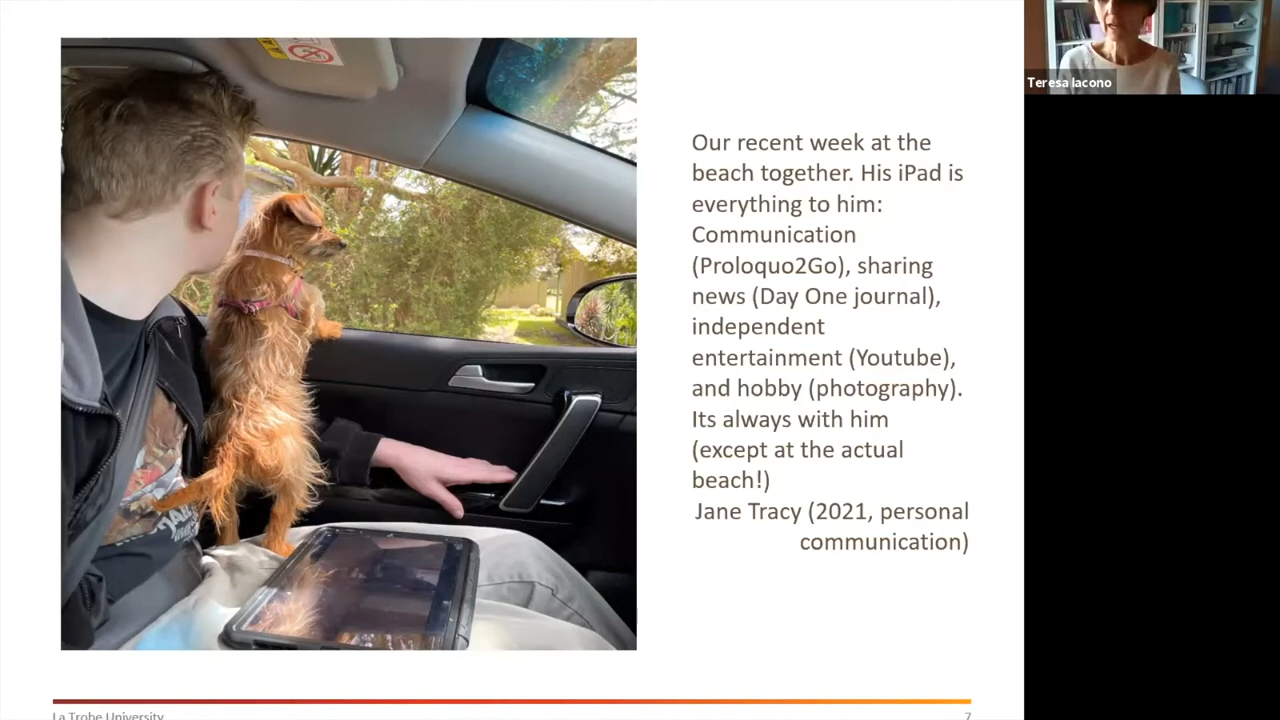 Teresa Iacono
Our recent week at the
beach together. His iPad is
everything to him:
Communication
(Proloquo2Go), sharing
news (Day One journal),
independent
entertainment (Youtube),
and hobby (photography).
Its always with him
(except at the actual
beach!)
Jane Tracy (2021, personal
communication)
La Trobe University
7